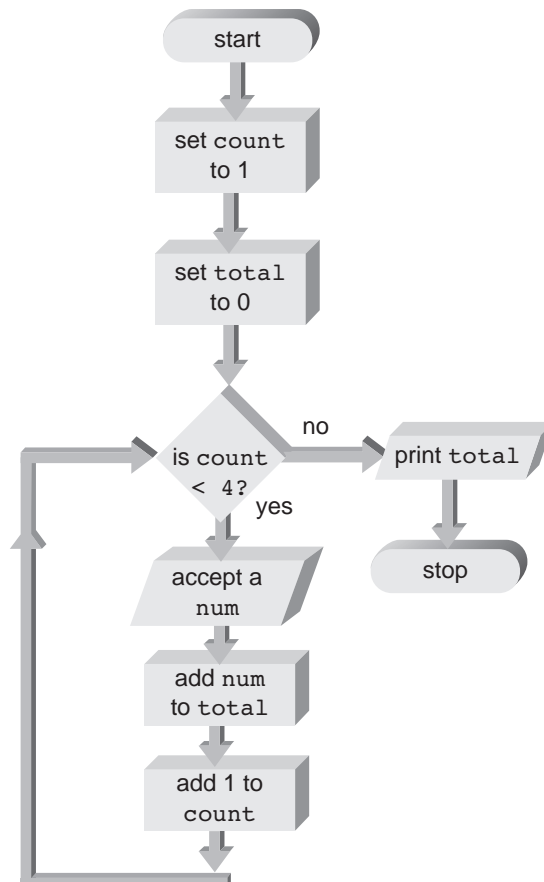 start
set count
to 1
set total
to 0
is count
< 4?
no
print total
stop
yes
accept a
num
add num
to total
add 1 to
count